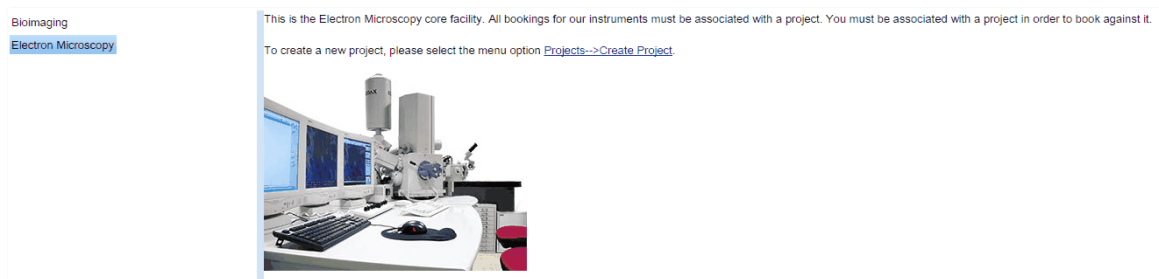 Bioimaging
Electron Microscopy
This is the Electron Microscopy core facility. All bookings for our instruments must be associated with a project. You must be associated with a project in order to book against it.
To create a new project, please select the menu option Projects-->Create Project.